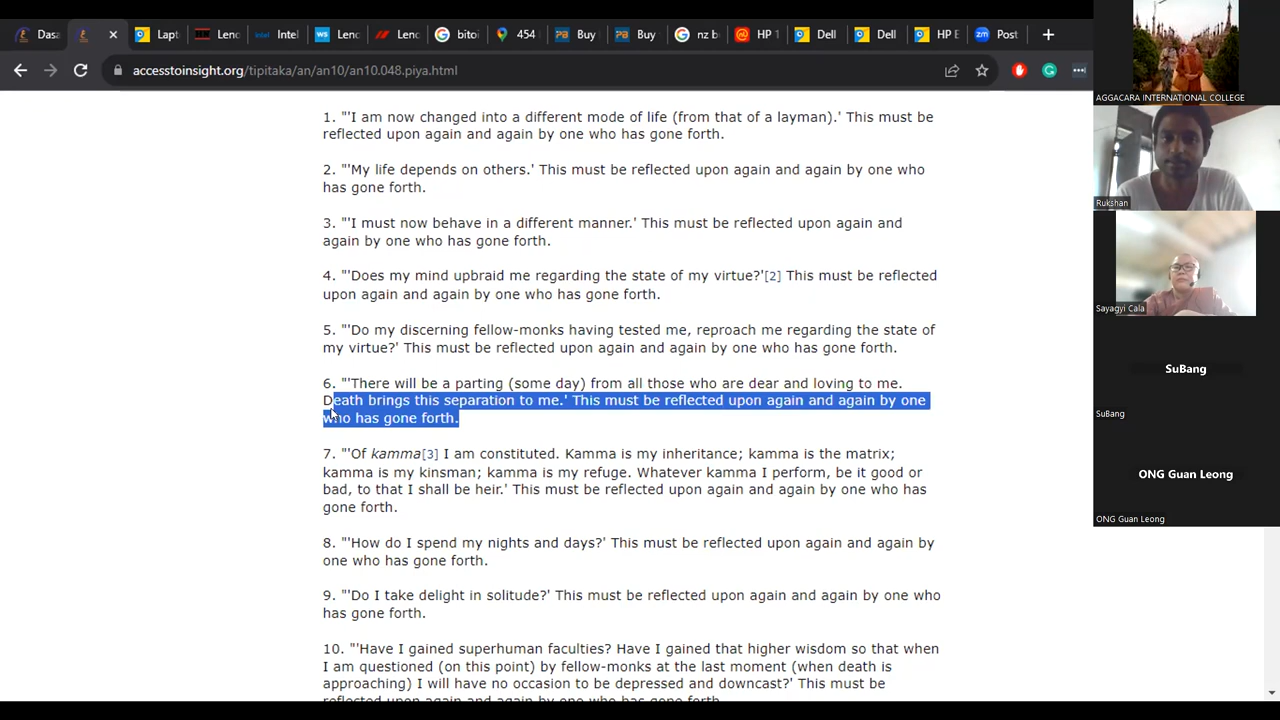 Dasa
Lapt
Leno
Intel
Lend
Lenc
bitoi
454
Buy
Buy
nz b
HP 1
Dell
Dell
HP E
Post
accesstoinsight.org/tipitaka/an/an10/an10.048.piya.html
1. "'I am now changed into a different mode of life (from that of a layman).' This must be
reflected upon again and again by one who has gone forth.
2. "'My life depends on others.' This must be reflected upon again and again by one who
has gone forth.
3. "'I must now behave in a different manner.' This must be reflected upon again and
again by one who has gone forth.
4. "'Does my mind upbraid me regarding the state of my virtue?'[2] This must be reflected
upon again and again by one who has gone forth.
5. "'Do my discerning fellow-monks having tested me, reproach me regarding the state of
my virtue?' This must be reflected upon again and again by one who has gone forth.
6. "'There will be a parting (some day) from all those who are dear and loving to me.
Death brings this separation to me.' This must be reflected upon again and again by one
who has gone forth.
7. "'Of kamma[3] I am constituted. Kamma is my inheritance; kamma is the matrix;
kamma is my kinsman; kamma is my refuge. Whatever kamma I perform, be it good or
bad, to that I shall be heir.' This must be reflected upon again and again by one who has
gone forth.
8. "'How do I spend my nights and days?' This must be reflected upon again and again by
one who has gone forth.
9. "'Do I take delight in solitude?' This must be reflected upon again and again by one who
has gone forth.
10. "'Have I gained superhuman faculties? Have I gained that higher wisdom so that when
I am questioned (on this point) by fellow-monks at the last moment (when death is
approaching) I will have no occasion to be depressed and downcast?' This must be
reflected upon again and again by one who has gone forth.
AGGACARA INTERNATIONAL COLLEGE
Rukshan
Sayagyi Cala
SuBang
SuBang
ONG Guan Leong
ONG Guan Leong